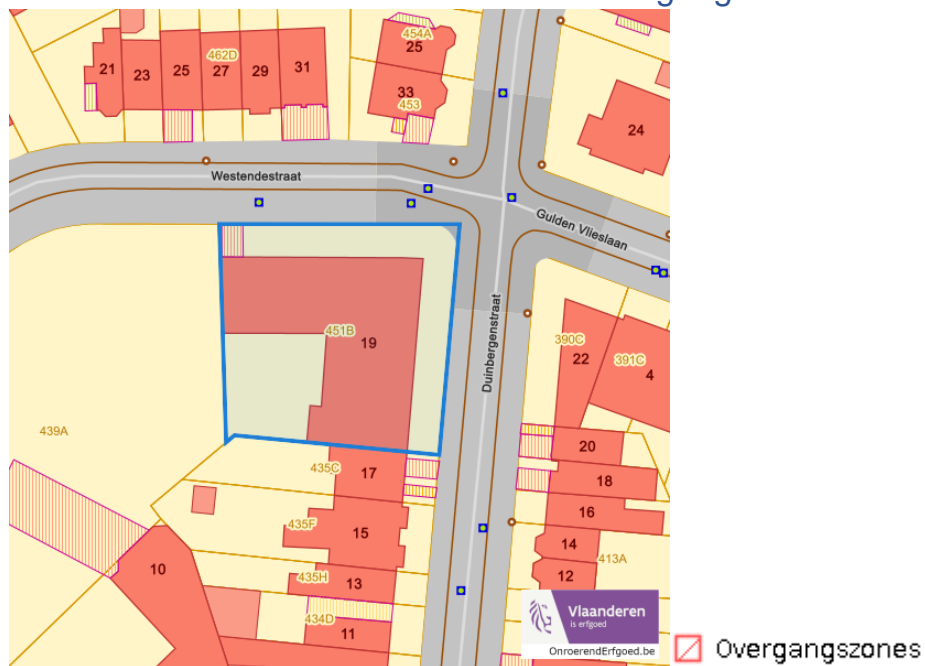 454A
25
462D
21
23
25
27
29
31
33
453
24
Westendestraat
Gulden Vlieslaan
Duinbergenstraat
451B
19
390C
22
391C
4
439A
20
435C
17
18
16
435F
15
14
413A
10
435H
13
12
434D
11
Vlaanderen
is erfgoed
OnroerendErfgoed.be
Overgangszones